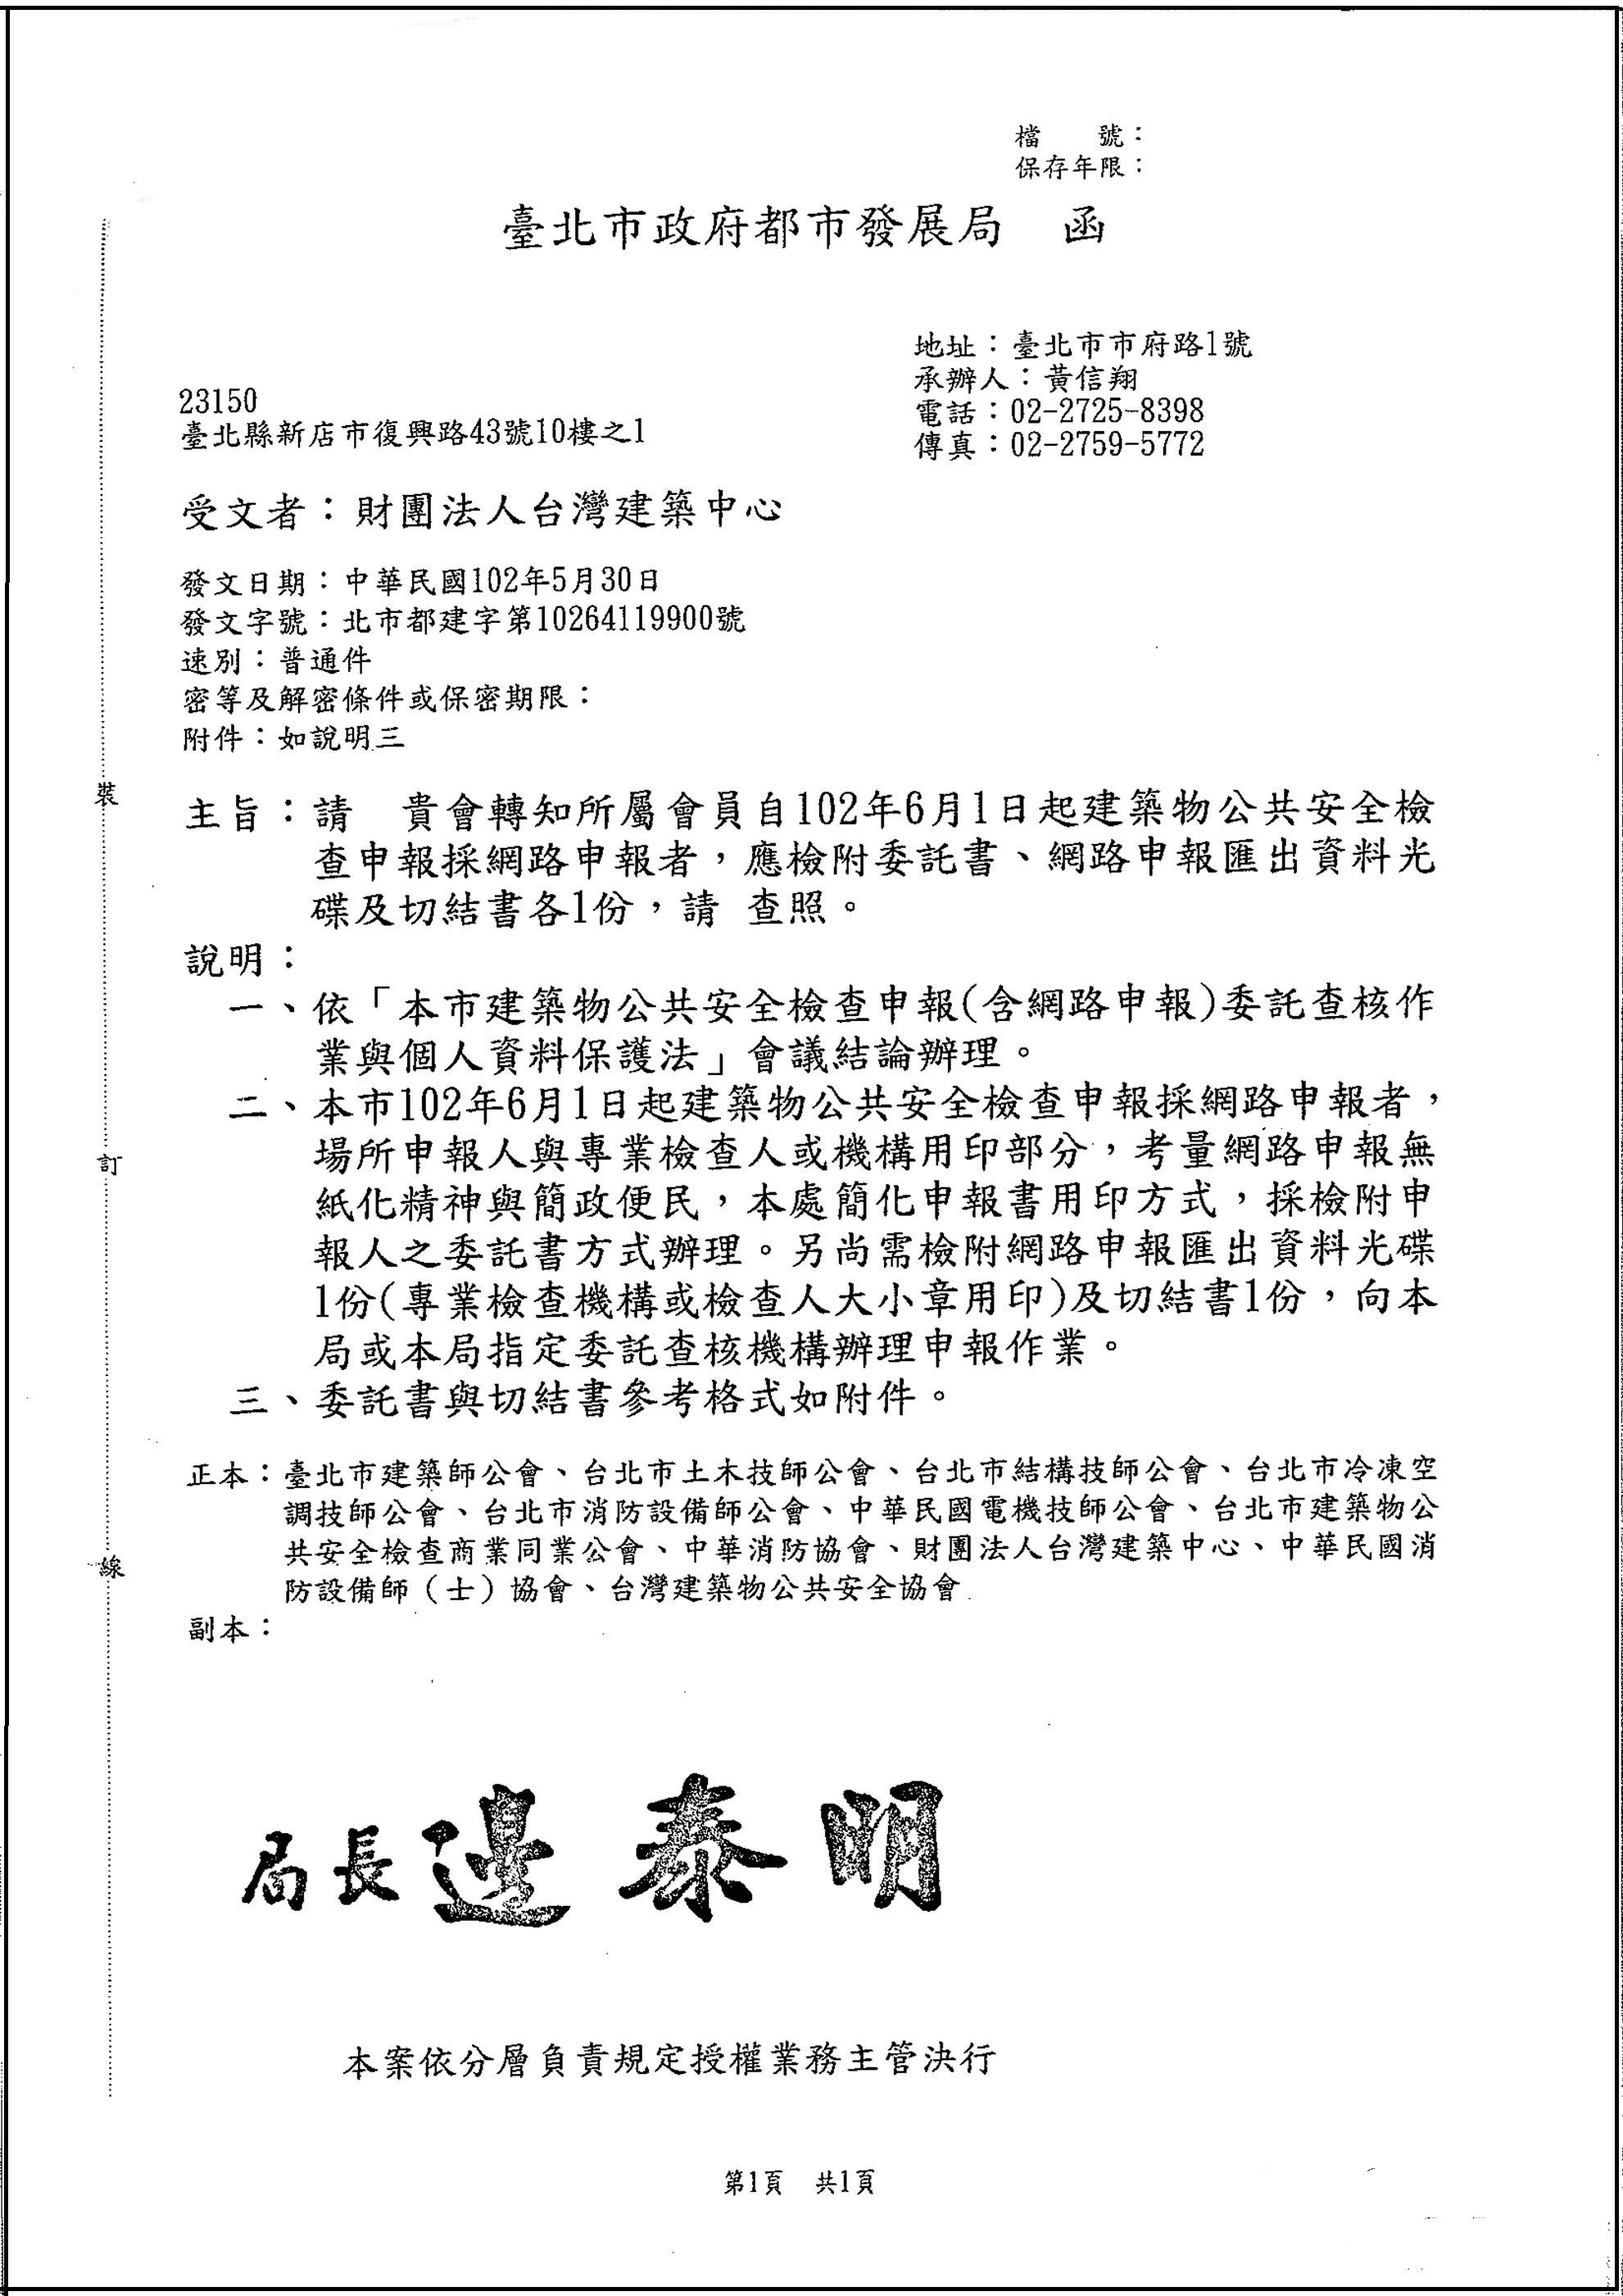 檔　　號：
保存年限：
臺北市政府都市發展局　函
地址：臺北市市府路1號
承辦人：黃信翔
電話：02-2725-8398
傳真：02-2759-5772
23150
臺北縣新店市復興路43號10樓之1
受文者：財團法人台灣建築中心
發文日期：中華民國102年5月30日
發文字號：北市都建字第10264119900號
速別：普通件
密等及解密條件或保密期限：
附件：如說明三
主旨：請　貴會轉知所屬會員自102年6月1日起建築物公共安全檢
查申報採網路申報者，應檢附委託書、網路申報匯出資料光
碟及切結書各1份，請 查照。
說明：
一、依「本市建築物公共安全檢查申報(含網路申報)委託查核作
業與個人資料保護法」會議結論辦理。
二、本市102年6月1日起建築物公共安全檢查申報採網路申報者，
場所申報人與專業檢查人或機構用印部分，考量網路申報無
紙化精神與簡政便民，本處簡化申報書用印方式，採檢附申
報人之委託書方式辦理。另尚需檢附網路申報匯出資料光碟
1份(專業檢查機構或檢查人大小章用印)及切結書1份，向本
局或本局指定委託查核機構辦理申報作業。
三、委託書與切結書參考格式如附件。
正本：臺北市建築師公會、台北市土木技師公會、台北市結構技師公會、台北市冷凍空
調技師公會、台北市消防設備師公會、中華民國電機技師公會、台北市建築物公
共安全檢查商業同業公會、中華消防協會、財團法人台灣建築中心、中華民國消
防設備師（士）協會、台灣建築物公共安全協會
副本：
裝
訂
線
局長邊泰明
本案依分層負責規定授權業務主管決行
第1頁　共1頁